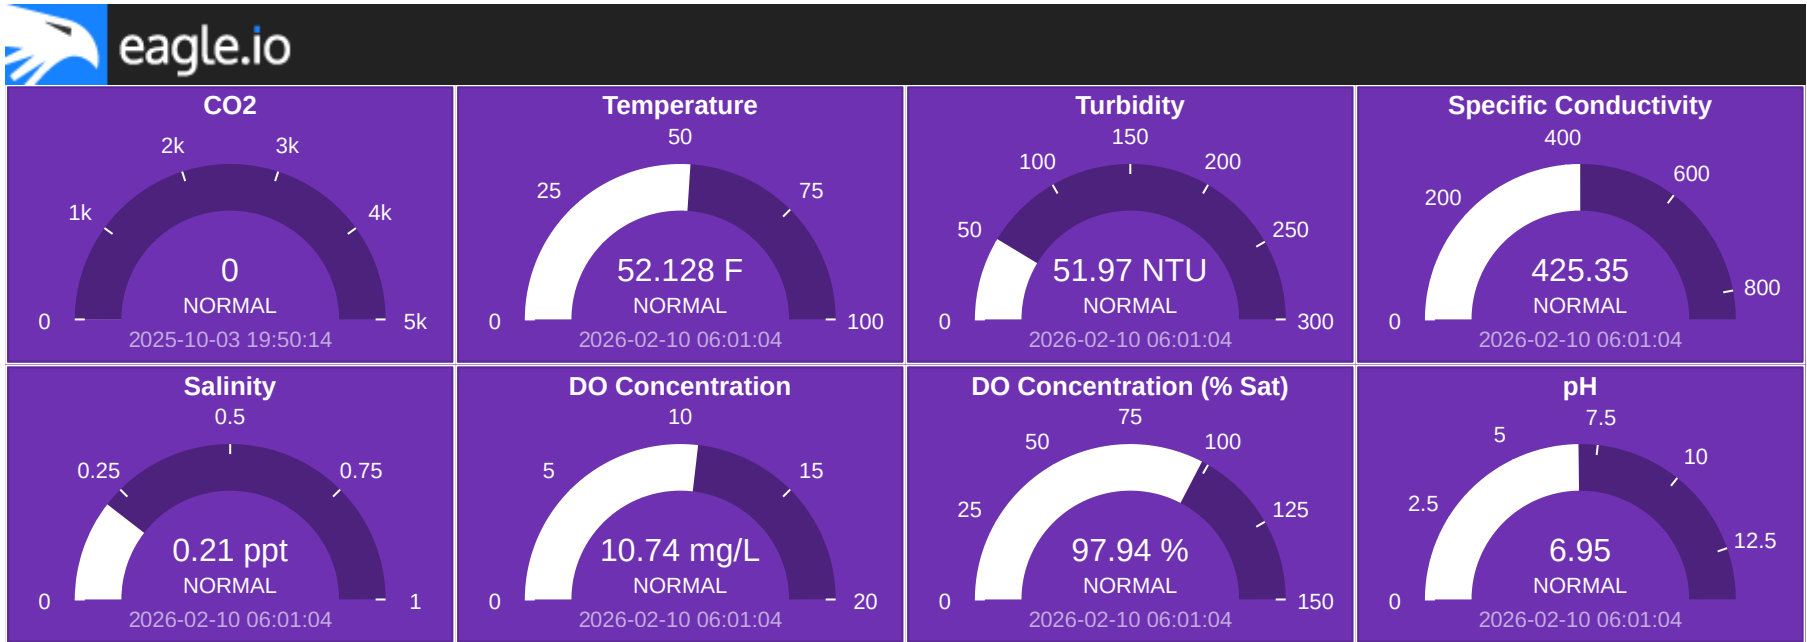 eagle.io
CO2
0
1k
2k
3k
4k
5k
0
NORMAL
2025-10-03 19:50:14
Temperature
0
25
50
75
100
52.128 F
NORMAL
2026-02-10 06:01:04
Turbidity
0
50
100
150
200
250
300
51.97 NTU
NORMAL
2026-02-10 06:01:04
Specific Conductivity
0
200
400
600
800
425.35
NORMAL
2026-02-10 06:01:04
Salinity
0
0.25
0.5
0.75
1
0.21 ppt
NORMAL
2026-02-10 06:01:04
DO Concentration
0
5
10
15
20
10.74 mg/L
NORMAL
2026-02-10 06:01:04
DO Concentration (% Sat)
0
25
50
75
100
125
150
97.94 %
NORMAL
2026-02-10 06:01:04
pH
0
2.5
5
7.5
10
12.5
6.95
NORMAL
2026-02-10 06:01:04